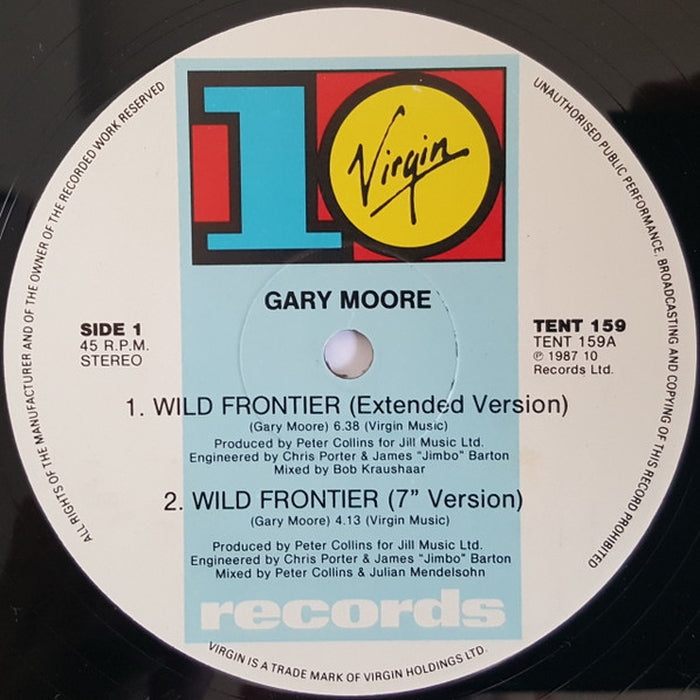 ALL RIGHTS OF THE MANUFACTURER AND OF THE OWNER OF THE RECORDED WORK RESERVED
UNAUTHORISED PUBLIC PERFORMANCE, BROADCASTING AND COPYING OF THIS RECORD PROHIBITED
10
Virgin
GARY MOORE
SIDE 1
45 R.P.M.
STEREO
TENT 159
TENT 159A
℗ 1987 10
Records Ltd.
1. WILD FRONTIER (Extended Version)
(Gary Moore) 6.38 (Virgin Music)
Produced by Peter Collins for Jill Music Ltd.
Engineered by Chris Porter & James "Jimbo" Barton
Mixed by Bob Kraushaar
2. WILD FRONTIER (7" Version)
(Gary Moore) 4.13 (Virgin Music)
Produced by Peter Collins for Jill Music Ltd.
Engineered by Chris Porter & James "Jimbo" Barton
Mixed by Peter Collins & Julian Mendelsohn
records
VIRGIN IS A TRADE MARK OF VIRGIN HOLDINGS LTD.